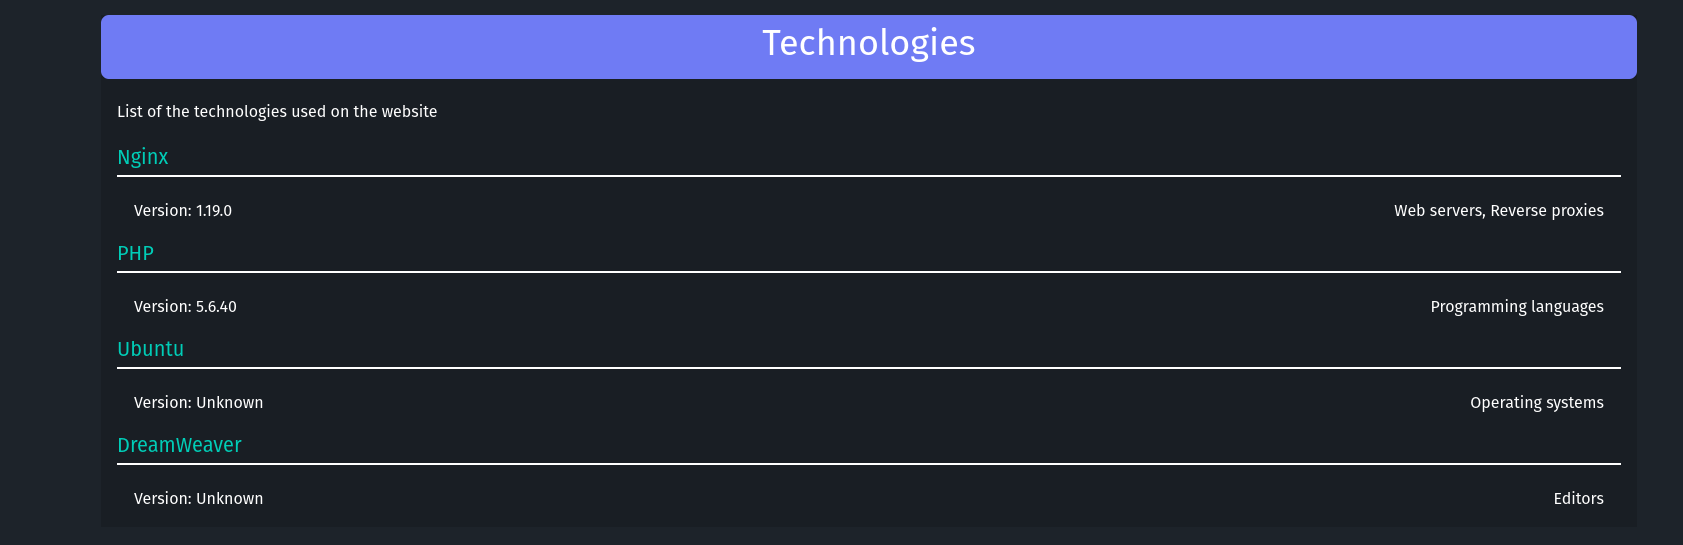 Technologies
List of the technologies used on the website
Nginx
Version: 1.19.0 Web servers, Reverse proxies
PHP
Version: 5.6.40 Programming languages
Ubuntu
Version: Unknown Operating systems
DreamWeaver
Version: Unknown Editors